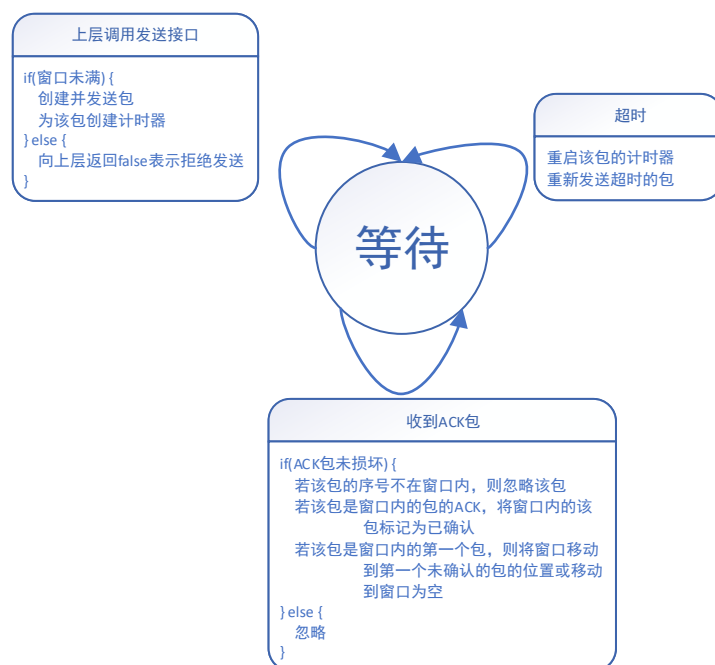 上层调用发送接口
if(窗口未满) {
创建并发送包
为该包创建计时器
} else {
向上层返回false表示拒绝发送
}
超时
重启该包的计时器
重新发送超时的包
等待
收到ACK包
if(ACK包未损坏) {
若该包的序号不在窗口内，则忽略该包
若该包是窗口内的包的ACK，将窗口内的该
包标记为已确认
若该包是窗口内的第一个包，则将窗口移动
到第一个未确认的包的位置或移动
到窗口为空
} else {
忽略
}